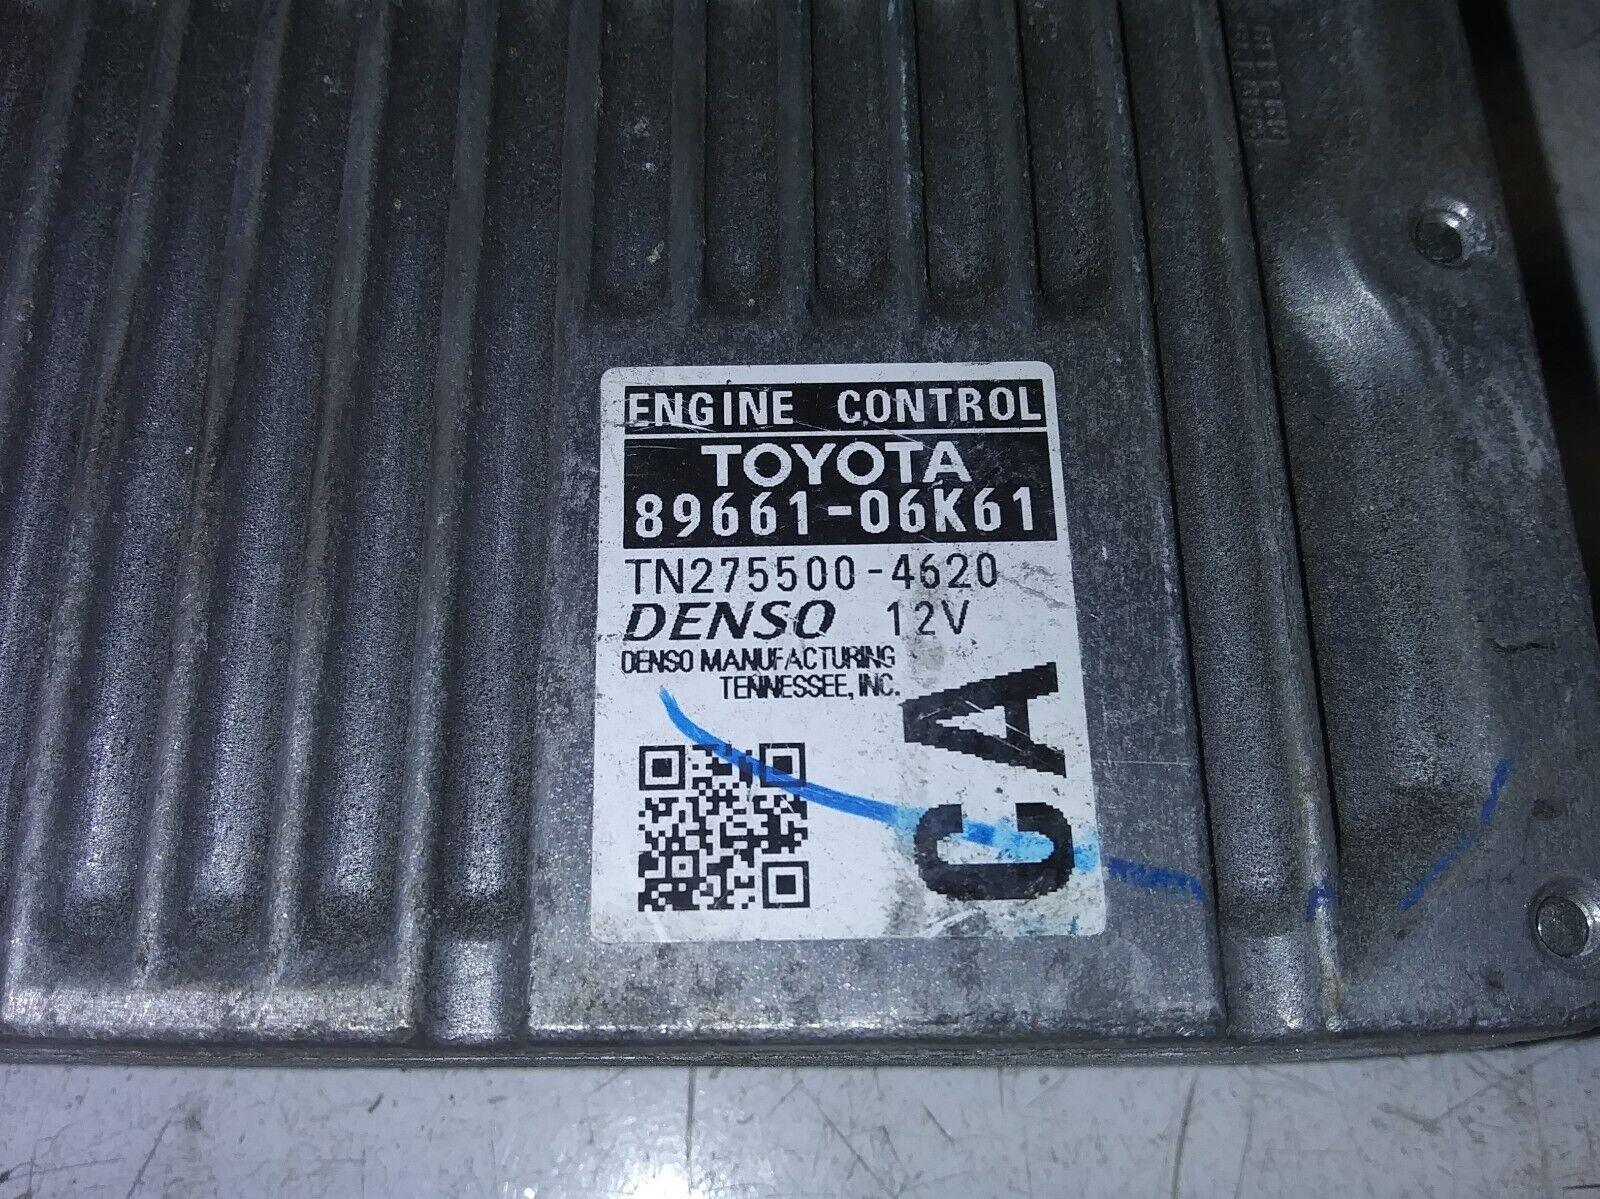 ENGINE CONTROL
TOYOTA
89661-06K61
TN275500-4620
DENSO 12V
DENSO MANUFACTURING
TENNESSEE, INC.
CA